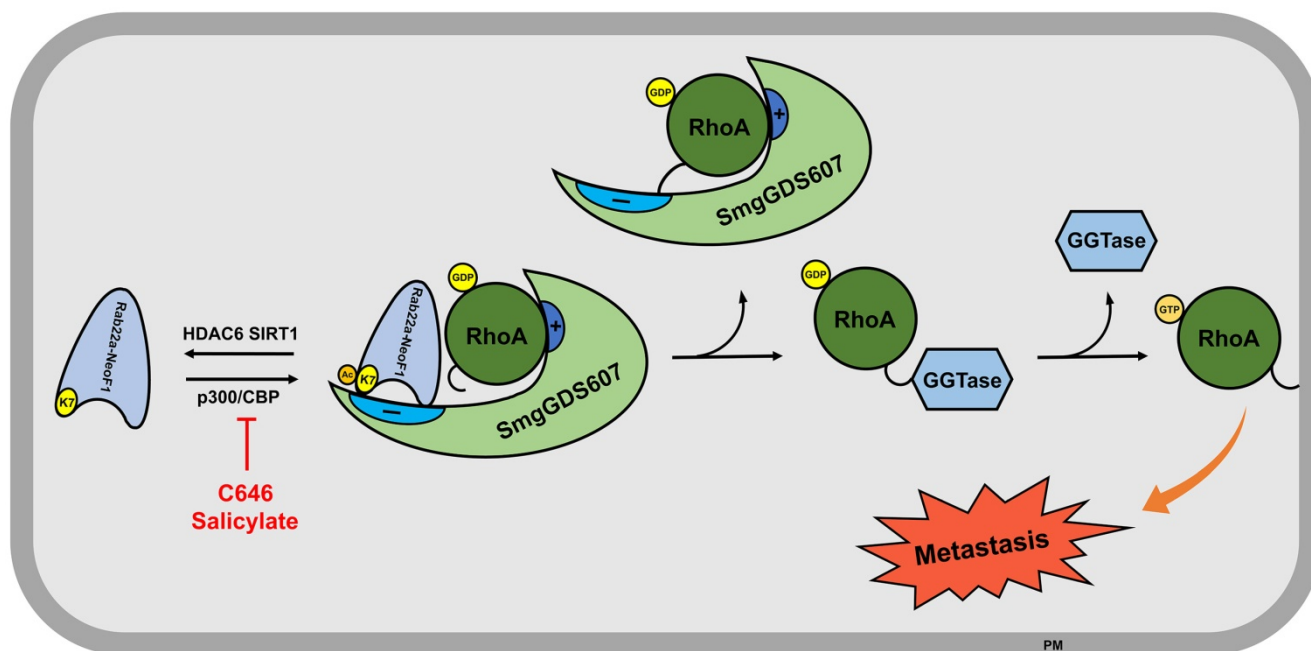 GDP
RhoA
+
SmgGDS607
−
GGTase
Rab22a-NeoF1
K7
HDAC6 SIRT1
p300/CBP
C646
Salicylate
Ac
K7
Rab22a-NeoF1
GDP
RhoA
+
SmgGDS607
−
GDP
RhoA
GGTase
GTP
RhoA
Metastasis
PM